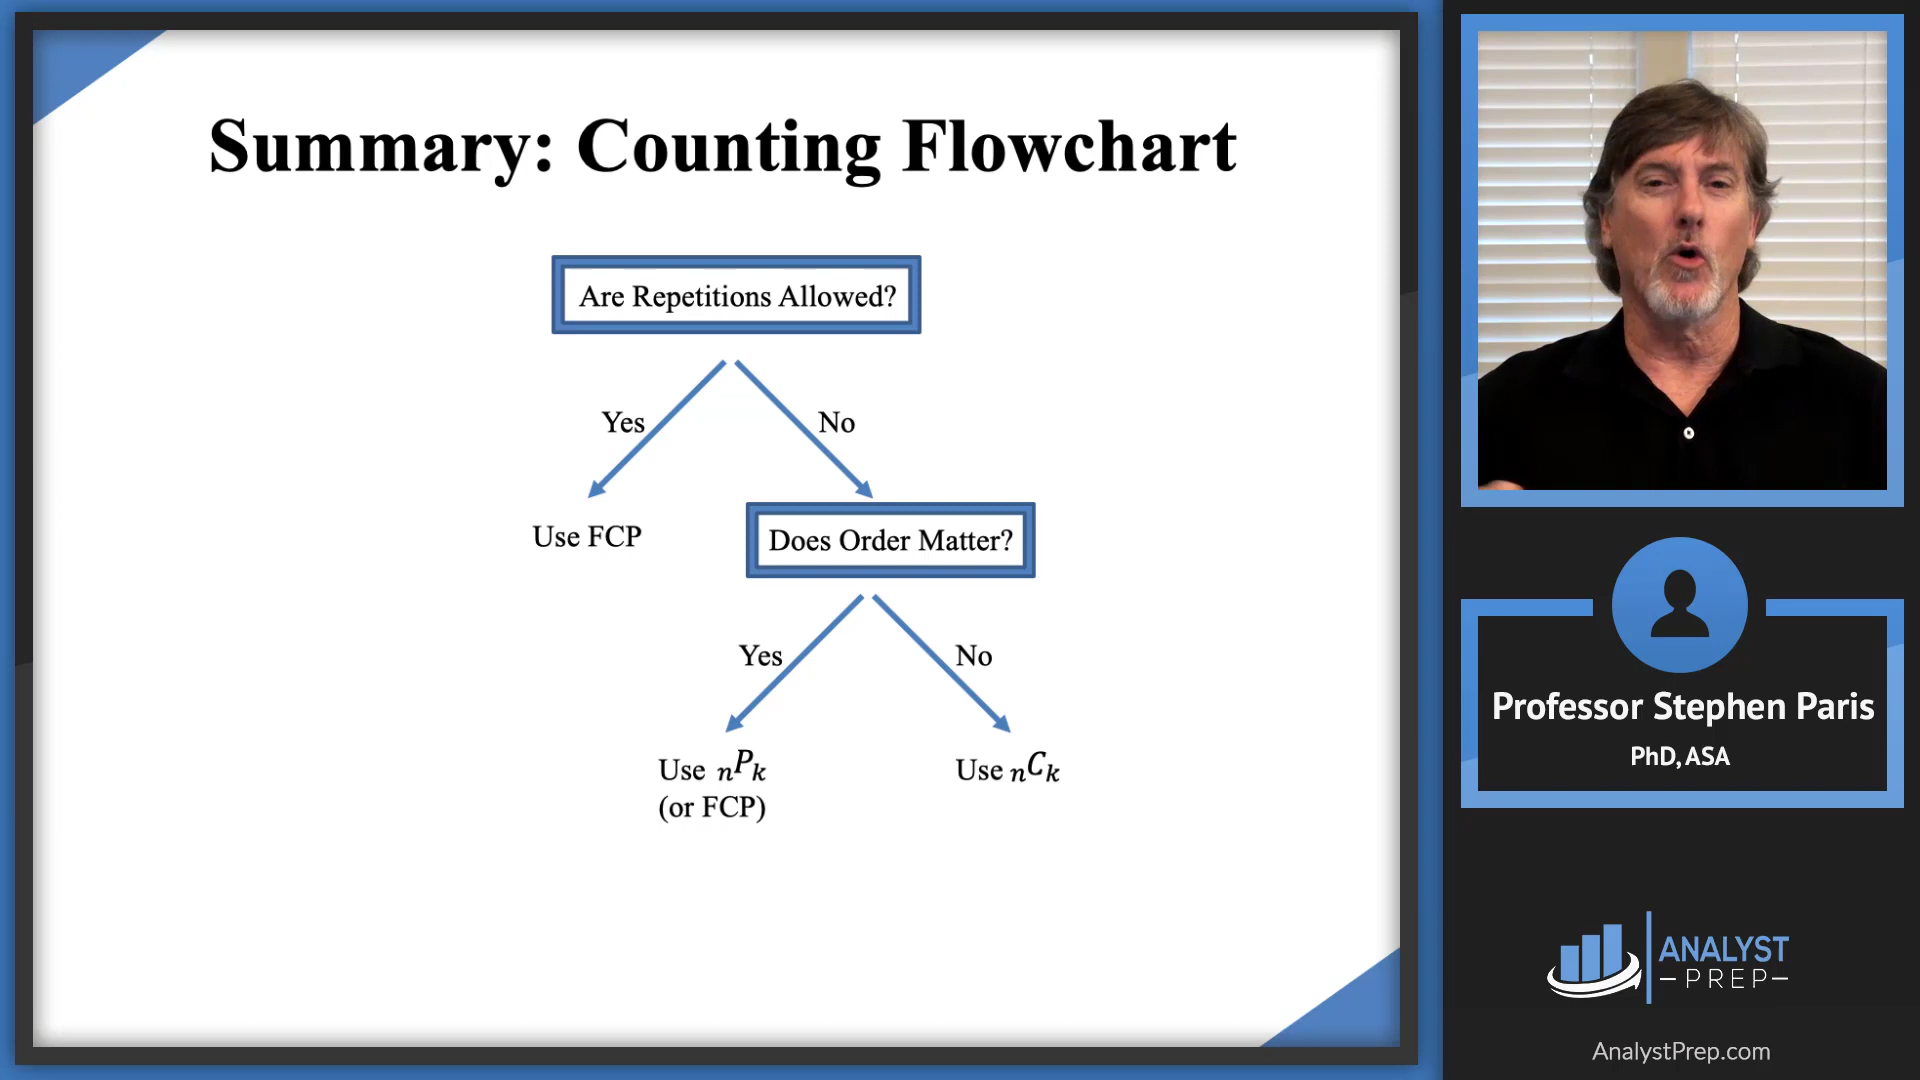 Summary: Counting Flowchart
Are Repetitions Allowed?
Yes
No
Use FCP
Does Order Matter?
Yes
No
Use ₙPₖ
(or FCP)
Use ₙCₖ
Professor Stephen Paris
PhD, ASA
ANALYST
PREP
AnalystPrep.com